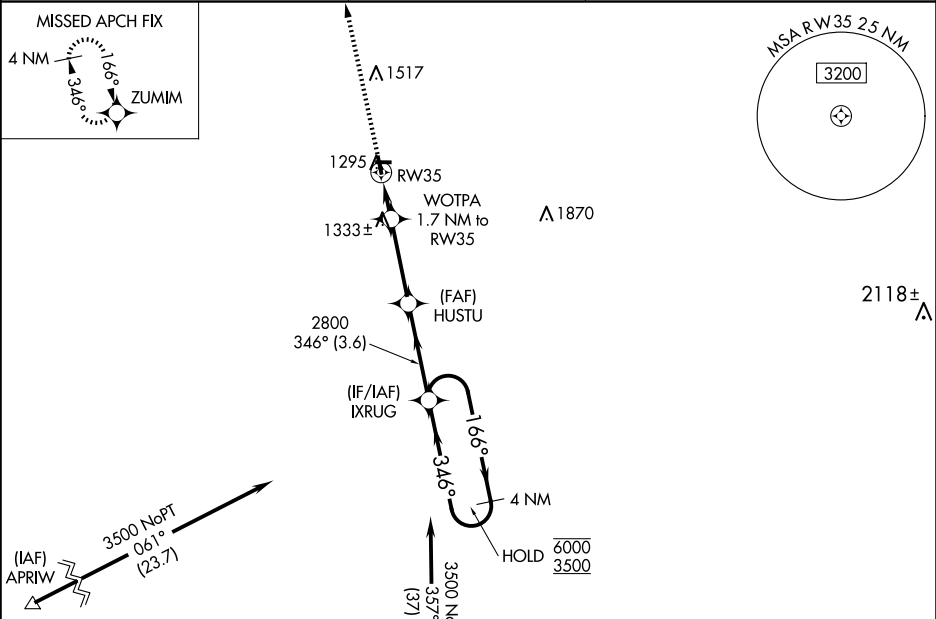 MISSED APCH FIX
4 NM
166°
346°
ZUMIM
1517
MSA RW35 25 NM
3200
1295
RW35
WOTPA
1.7 NM to
RW35
1333±
1870
(FAF)
HUSTU
2118±
2800
346° (3.6)
(IF/IAF)
IXRUG
166°
346°
4 NM
HOLD
6000
3500
3500 NoPT
061°
(23.7)
(IAF)
APRIW
3500
357°
(37)